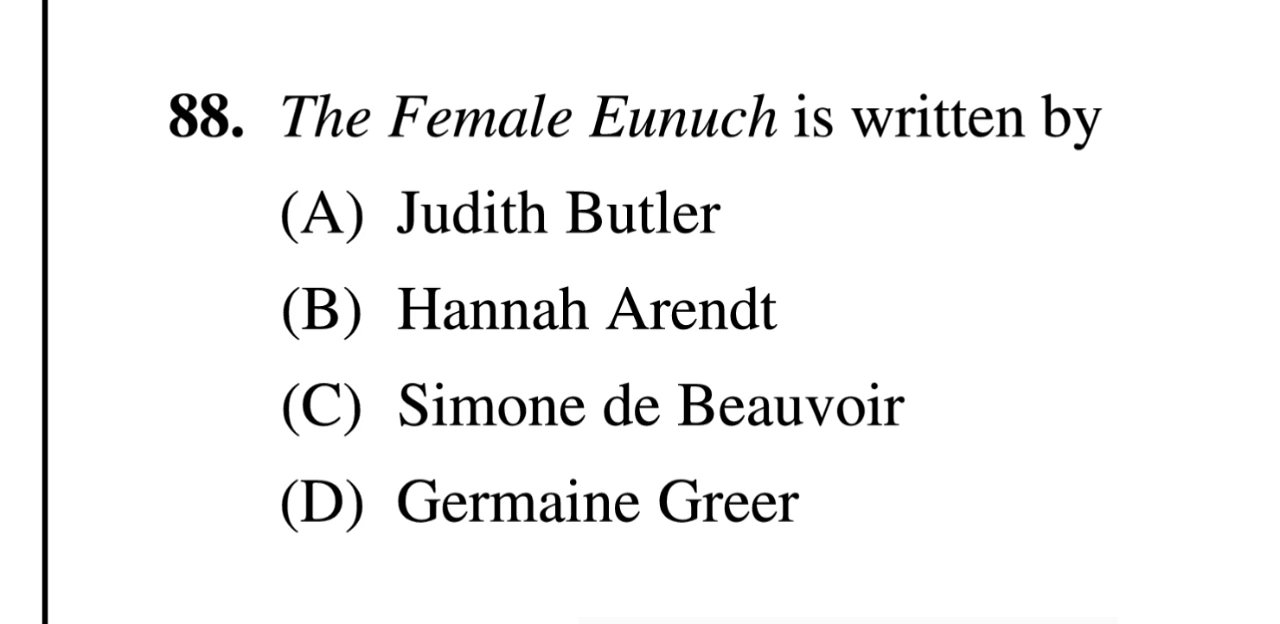 88. The Female Eunuch is written by
(A) Judith Butler
(B) Hannah Arendt
(C) Simone de Beauvoir
(D) Germaine Greer